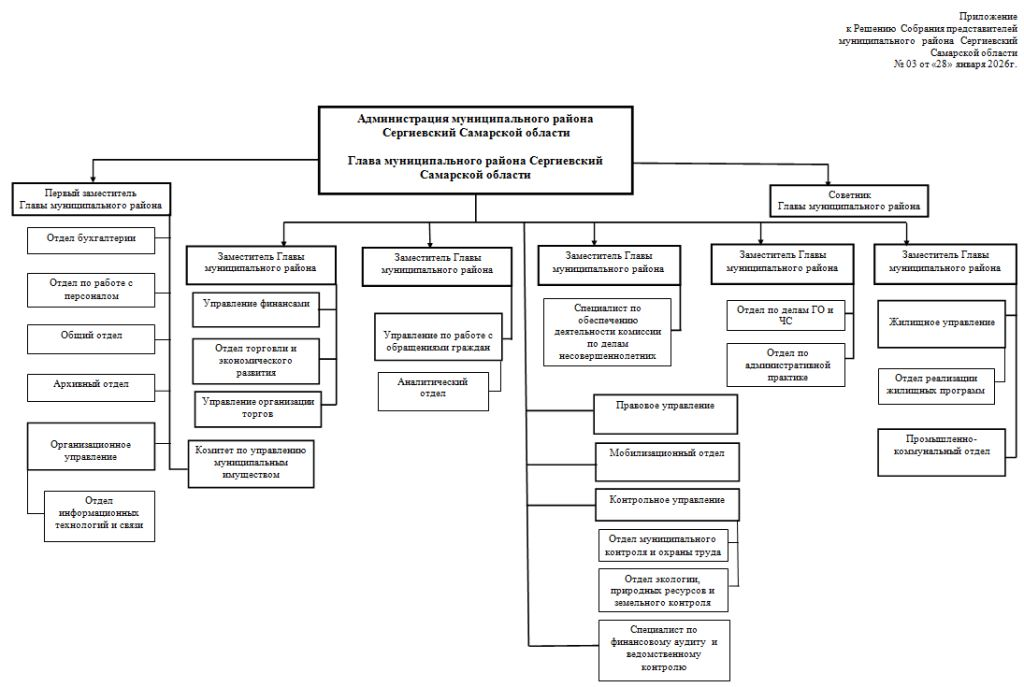 Приложение
к Решению Собрания представителей
муниципального района Сергиевский
Самарской области
№ 03 от «28» января 2026г.
Администрация муниципального района
Сергиевский Самарской области
Глава муниципального района Сергиевский
Самарской области
Первый заместитель
Главы муниципального района
Советник
Главы муниципального района
Отдел бухгалтерии
Отдел по работе с
персоналом
Общий отдел
Архивный отдел
Организационное
управление
Отдел
информационных
технологий и связи
Комитет по управлению
муниципальным
имуществом
Заместитель Главы
муниципального района
Управление финансами
Отдел торговли и
экономического
развития
Управление организации
торгов
Заместитель Главы
муниципального района
Управление по работе с
обращениями граждан
Аналитический
отдел
Заместитель Главы
муниципального района
Специалист по
обеспечению
деятельности комиссии
по делам
несовершеннолетних
Заместитель Главы
муниципального района
Отдел по делам ГО и
ЧС
Отдел по
административной
практике
Заместитель Главы
муниципального района
Жилищное управление
Отдел реализации
жилищных программ
Промышленно-
коммунальный отдел
Правовое управление
Мобилизационный отдел
Контрольное управление
Отдел муниципального
контроля и охраны труда
Отдел экологии,
природных ресурсов и
земельного контроля
Специалист по
финансовому аудиту и
ведомственному
контролю